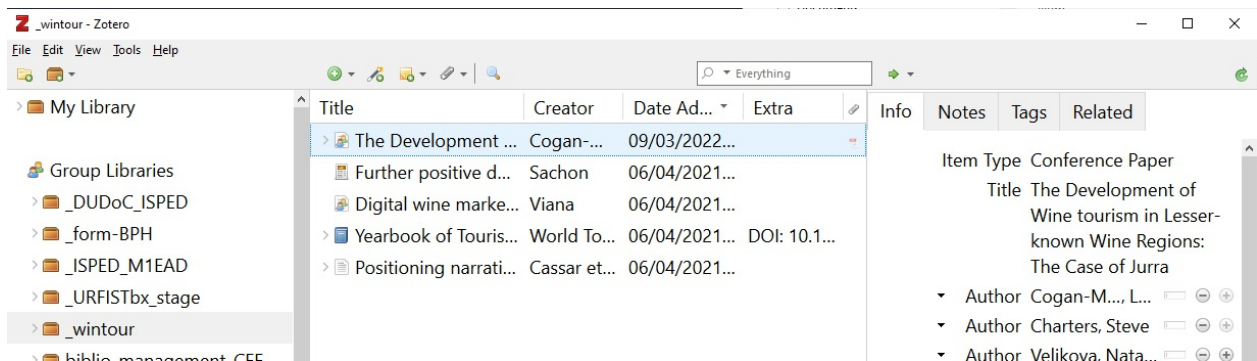 _wintour - Zotero
File Edit View Tools Help
Everything
My Library
Group Libraries
_DUDoC_ISPED
_form-BPH
_ISPED_M1EAD
_URFISTbx_stage
_wintour
Title Creator Date Ad... Extra
The Development ... Cogan-... 09/03/2022...
Further positive d... Sachon 06/04/2021...
Digital wine marke... Viana 06/04/2021...
Yearbook of Touris... World To... 06/04/2021... DOI: 10.1...
Positioning narrati... Cassar et... 06/04/2021...
Info Notes Tags Related
Item Type Conference Paper
Title The Development of
Wine tourism in Lesser-
known Wine Regions:
The Case of Jurra
Author Cogan-M..., L...
Author Charters, Steve
Author Velikova, Nata...